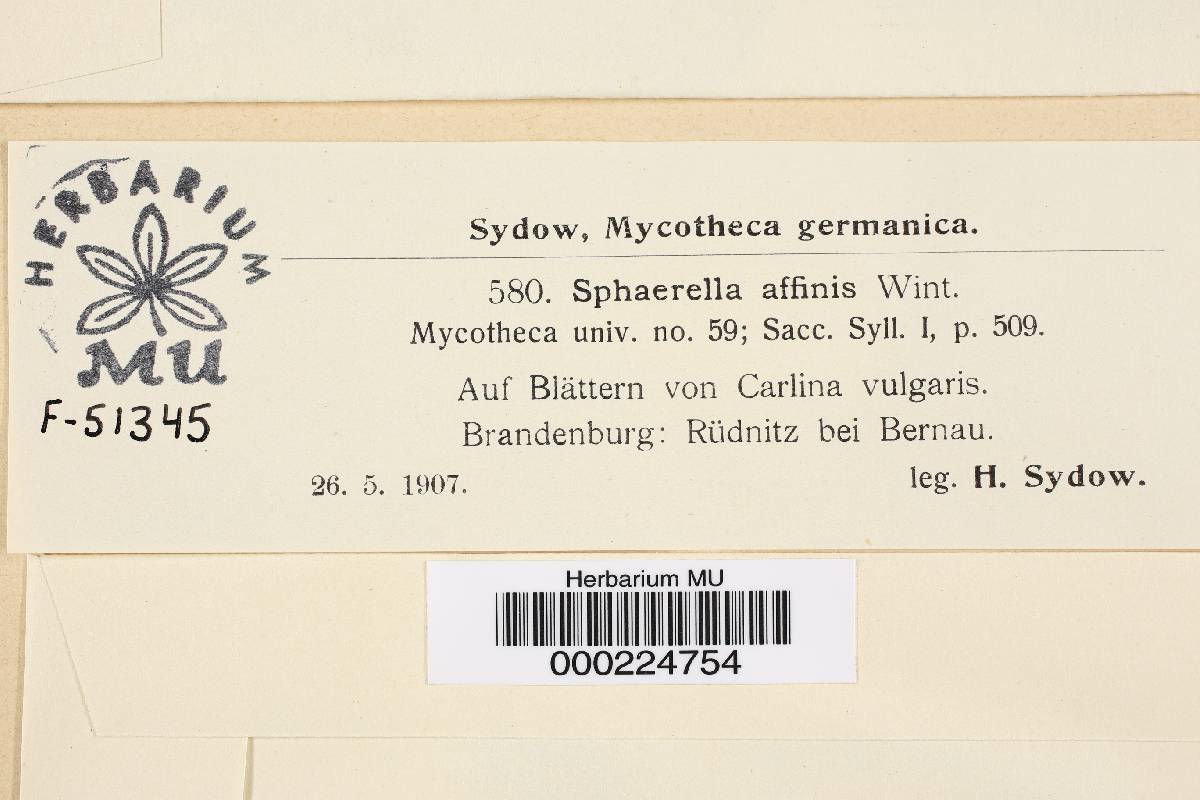 HERBARIUM
MU
F-51345
Sydow, Mycotheca germanica.
580. Sphaerella affinis Wint.
Mycotheca univ. no. 59; Sacc. Syll. I, p. 509.
Auf Blättern von Carlina vulgaris.
Brandenburg: Rüdnitz bei Bernau.
26. 5. 1907. leg. H. Sydow.
Herbarium MU
000224754